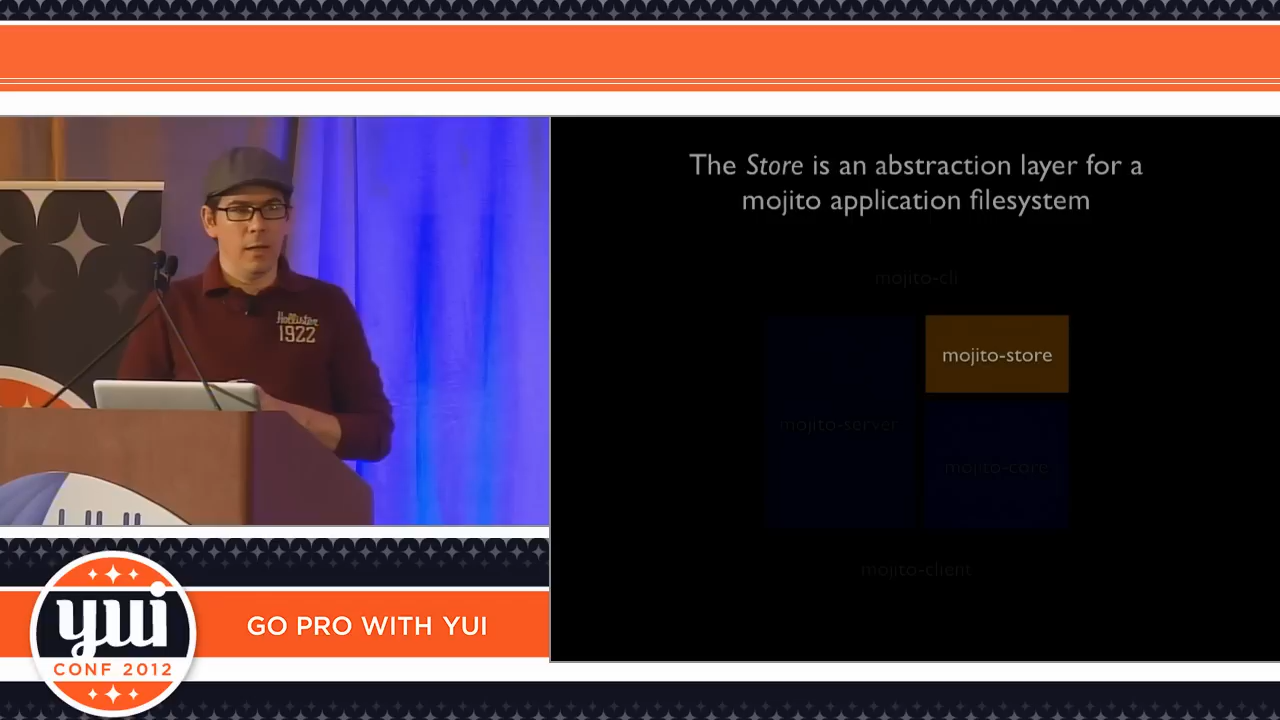 The Store is an abstraction layer for a
mojito application filesystem
mojito-cli
mojito-store
mojito-server
mojito-core
mojito-client
Hollister
1922
yui
CONF 2012
GO PRO WITH YUI